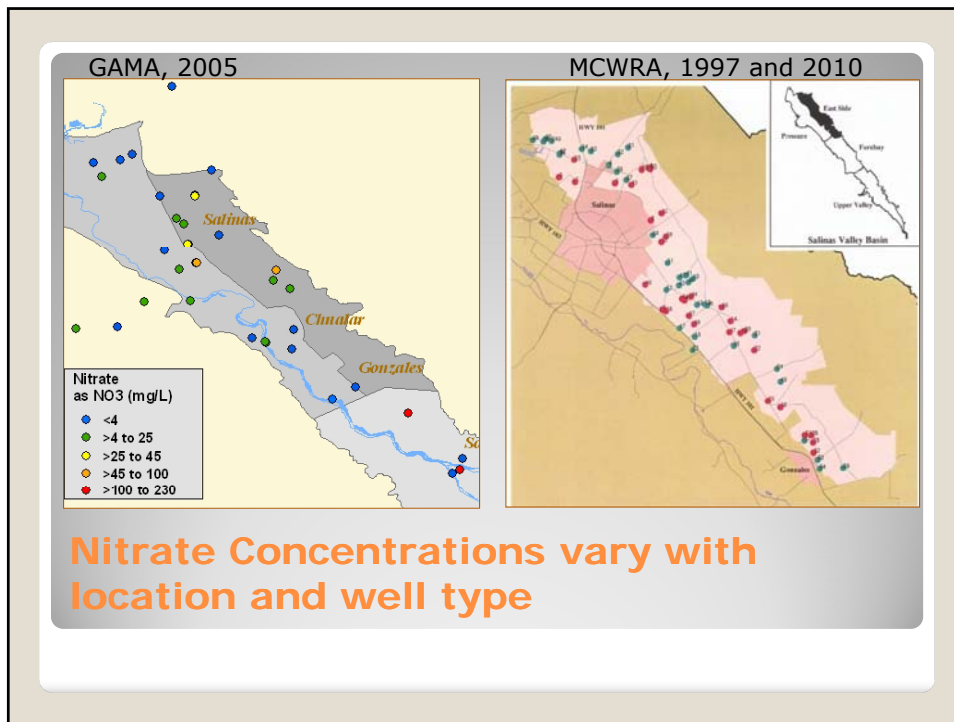 GAMA, 2005
MCWRA, 1997 and 2010
Salinas
Chualar
Gonzales
Nitrate
as NO3 (mg/L)
<4
>4 to 25
>25 to 45
>45 to 100
>100 to 230
HWY 101
Salinas
Gonzales
East Side
Pressure
Forebay
Upper Valley
Salinas Valley Basin
Nitrate Concentrations vary with
location and well type